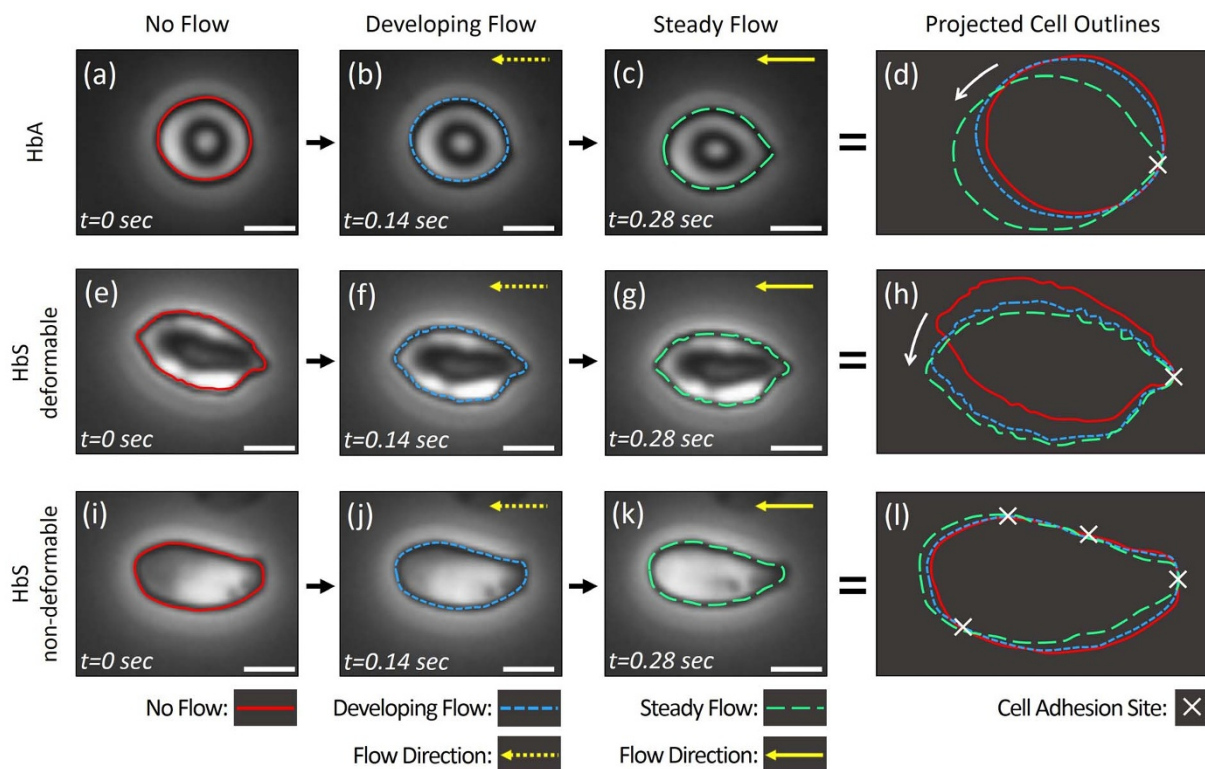 No Flow
Developing Flow
Steady Flow
Projected Cell Outlines
HbA
(a)
t=0 sec
(b)
t=0.14 sec
(c)
t=0.28 sec
=
(d)
HbS
deformable
(e)
t=0 sec
(f)
t=0.14 sec
(g)
t=0.28 sec
=
(h)
HbS
non-deformable
(i)
t=0 sec
(j)
t=0.14 sec
(k)
t=0.28 sec
=
(l)
No Flow:
Developing Flow:
Steady Flow:
Cell Adhesion Site:
Flow Direction:
Flow Direction: